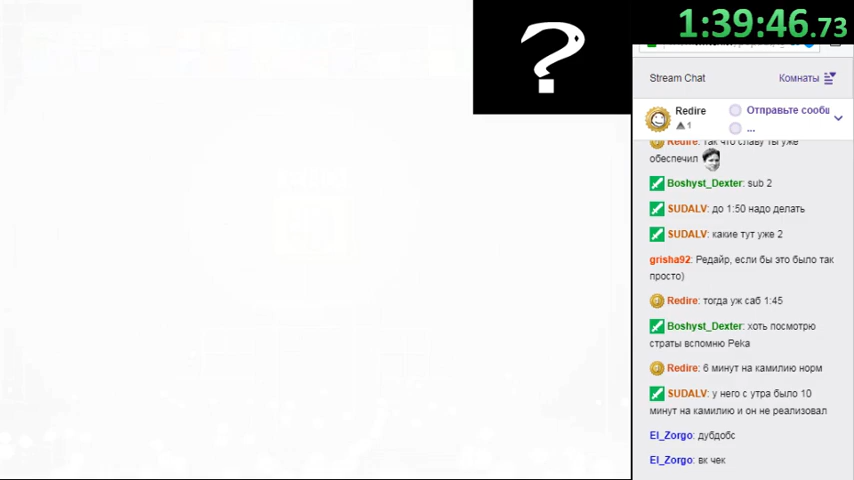 ?
1:39:46.73
Stream Chat
Комнаты
Redire
1
Отправьте сообщ
...
Redire: так что славу ты уже
обеспечил
Boshyst_Dexter: sub 2
SUDALV: до 1:50 надо делать
SUDALV: какие тут уже 2
grisha92: Редайр, если бы это было так
просто)
Redire: тогда уж саб 1:45
Boshyst_Dexter: хоть посмотрю
страты вспомню Peka
Redire: 6 минут на камилию норм
SUDALV: у него с утра было 10
минут на камилию и он не реализовал
El_Zorgo: дубдобс
El_Zorgo: вк чек